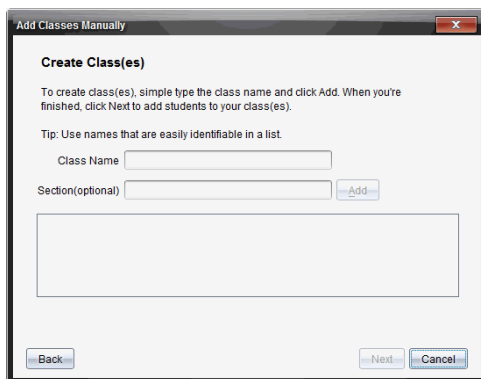 Add Classes Manually
Create Class(es)
To create class(es), simple type the class name and click Add. When you're
finished, click Next to add students to your class(es).
Tip: Use names that are easily identifiable in a list.
Class Name
Section(optional)
Add
Back
Next
Cancel